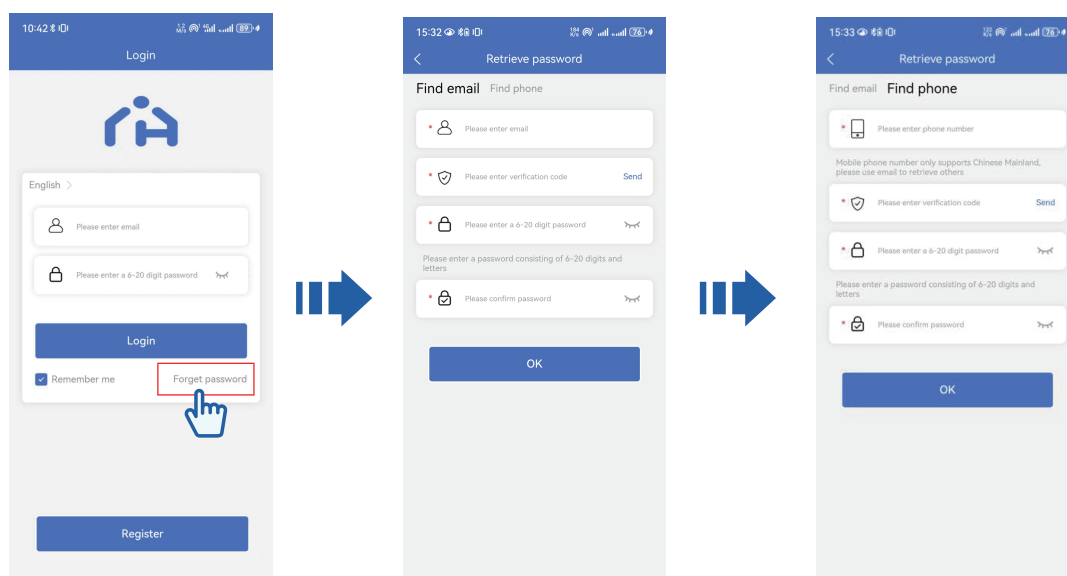 10:42
89
Login
English >
Please enter email
Please enter a 6-20 digit password
Login
Remember me
Forget password
Register
15:32
76
Retrieve password
Find email Find phone
* Please enter email
* Please enter verification code Send
* Please enter a 6-20 digit password
Please enter a password consisting of 6-20 digits and
letters
* Please confirm password
OK
15:33
76
Retrieve password
Find email Find phone
* Please enter phone number
Mobile phone number only supports Chinese Mainland,
please use email to retrieve others
* Please enter verification code Send
* Please enter a 6-20 digit password
Please enter a password consisting of 6-20 digits and
letters
* Please confirm password
OK